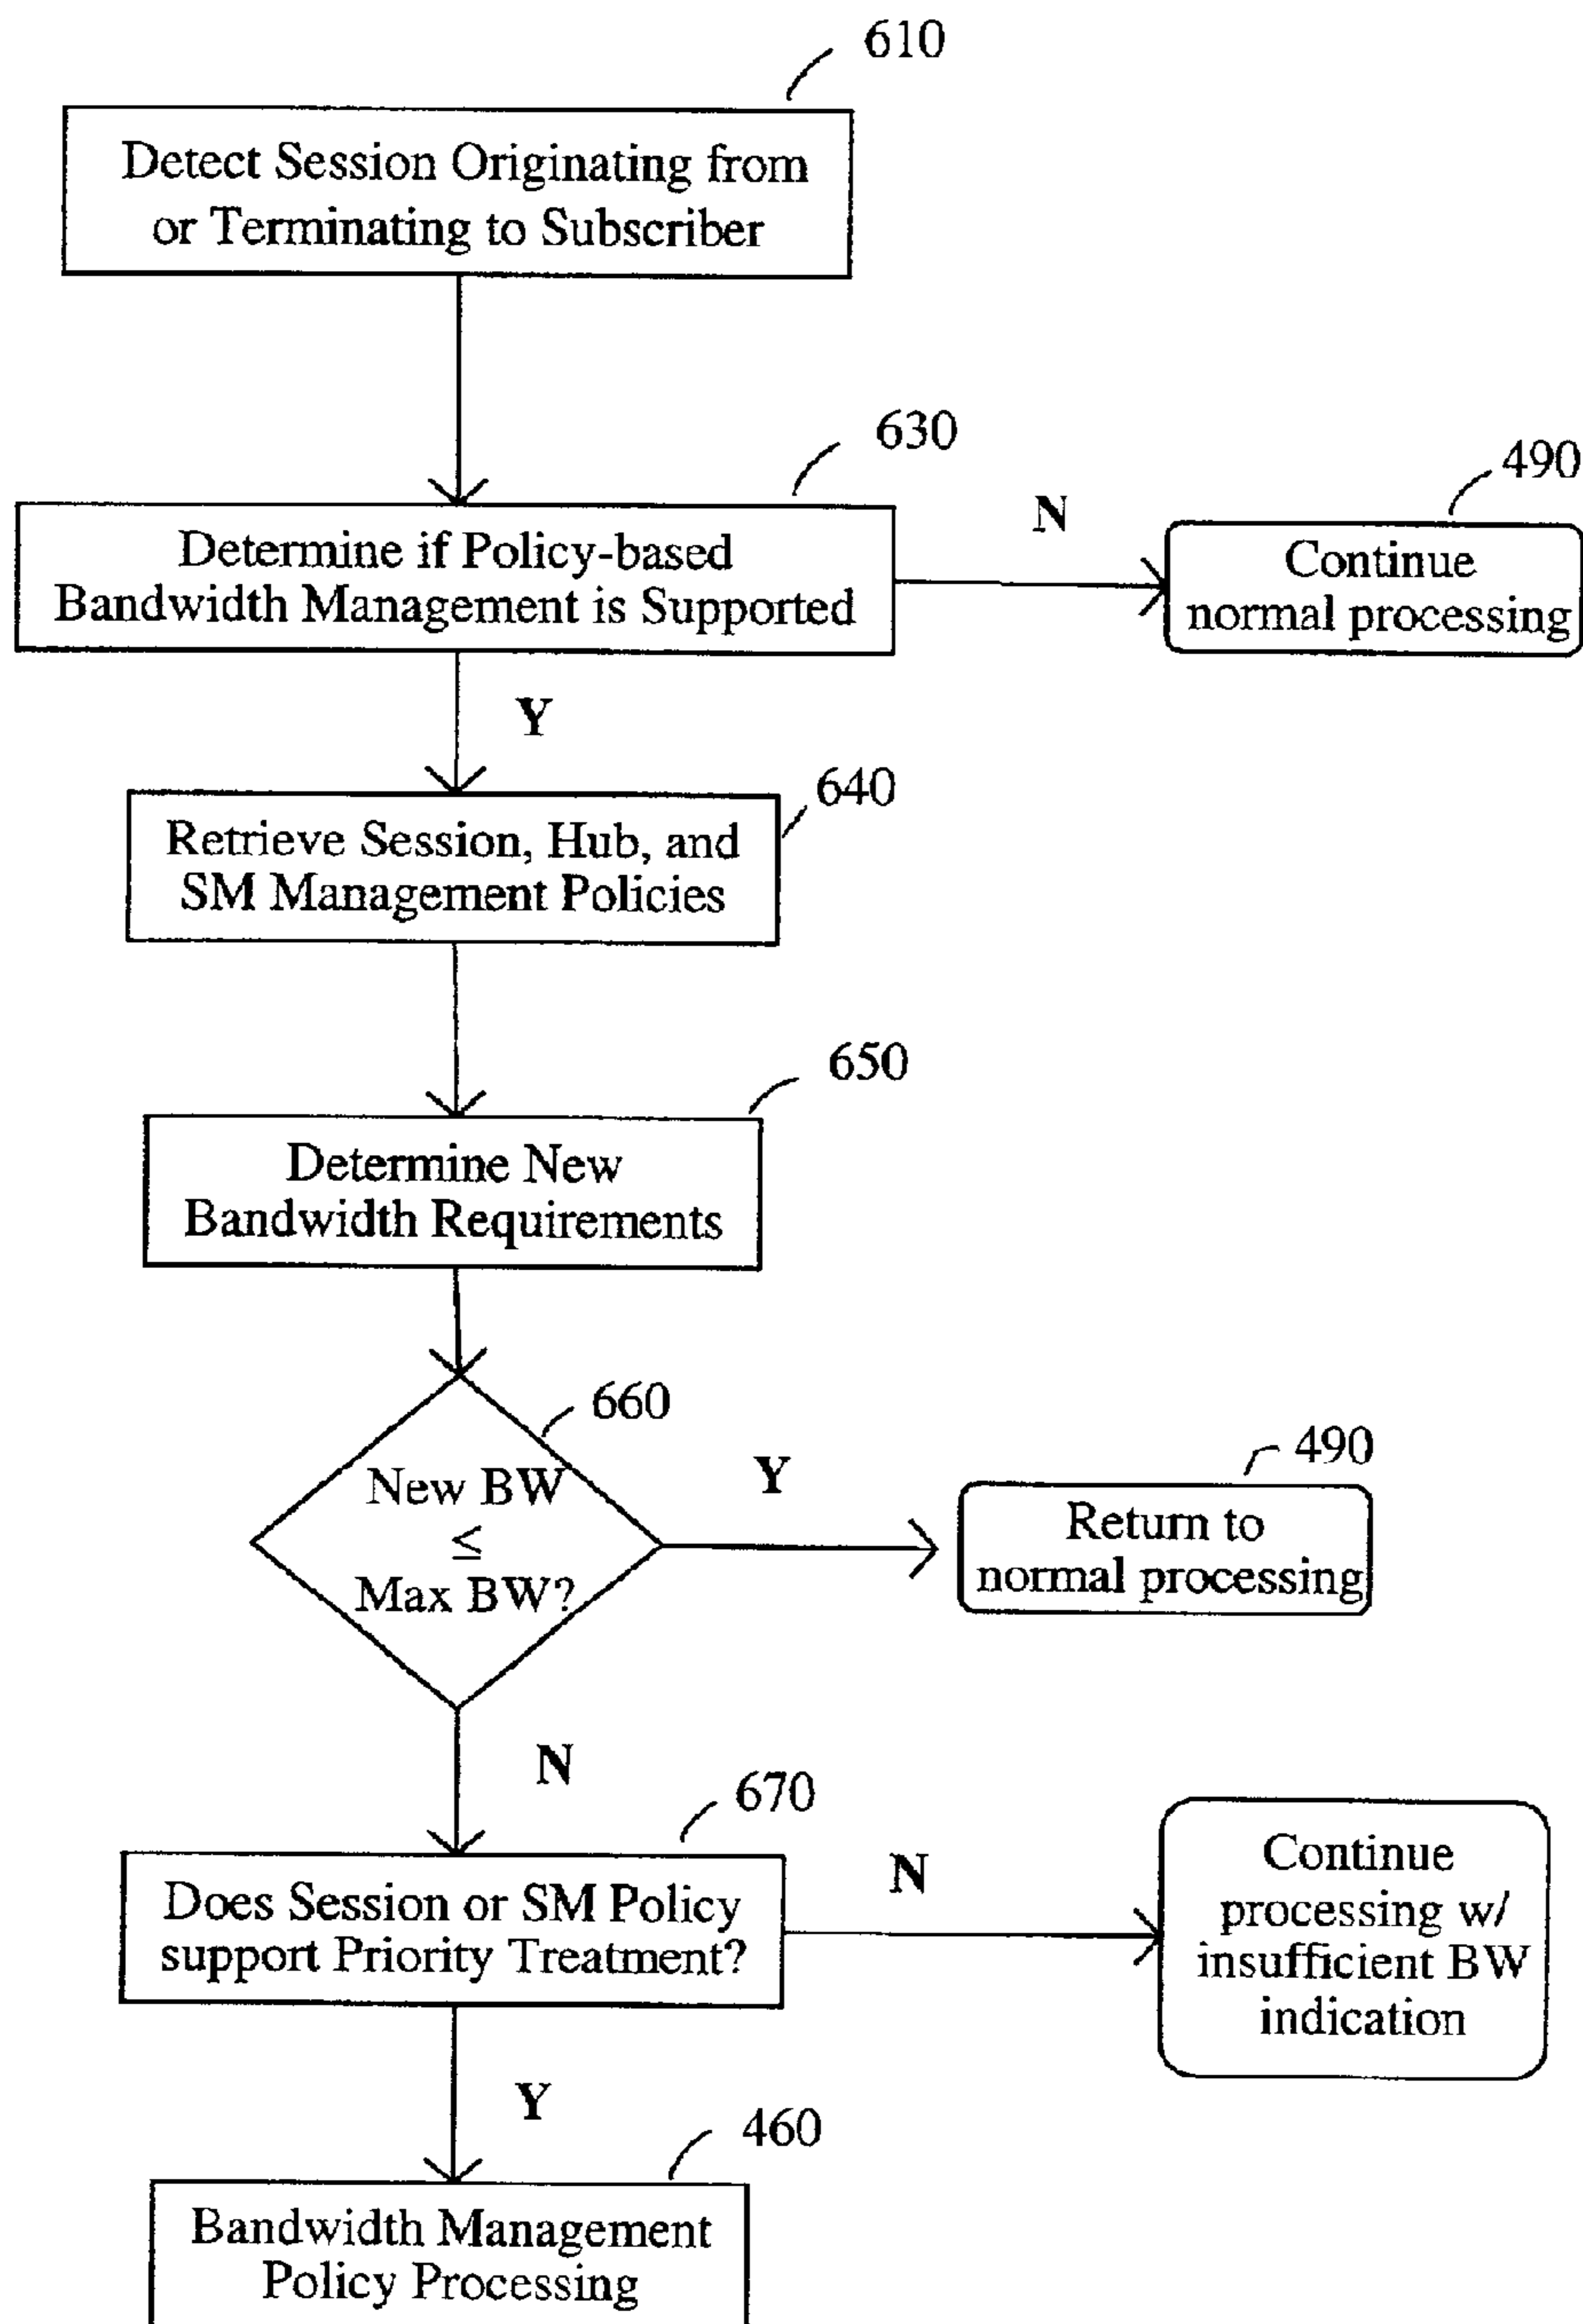 610
Detect Session Originating from
or Terminating to Subscriber
630
N
490
Determine if Policy-based
Bandwidth Management is Supported
Continue
normal processing
Y
640
Retrieve Session, Hub, and
SM Management Policies
650
Determine New
Bandwidth Requirements
660
New BW
≤
Max BW?
Y
490
Return to
normal processing
N
670
Does Session or SM Policy
support Priority Treatment?
N
Continue
processing w/
insufficient BW
indication
Y
460
Bandwidth Management
Policy Processing